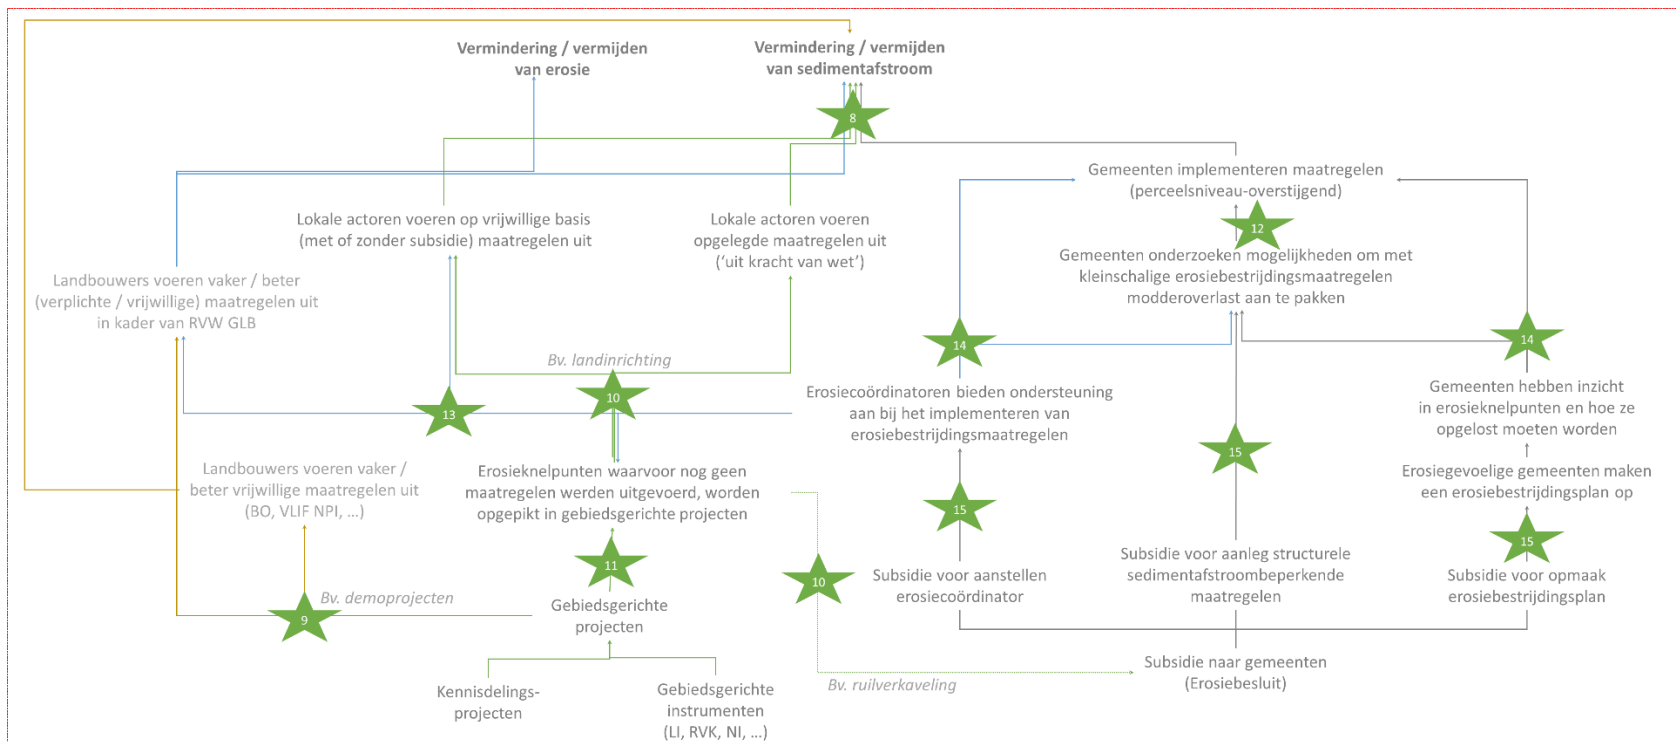 Vermindering / vermijden
van erosie
Vermindering / vermijden
van sedimentafstroom
8
Gemeenten implementeren maatregelen
(perceelsniveau-overstijgend)
Lokale actoren voeren op vrijwillige basis
(met of zonder subsidie) maatregelen uit
Lokale actoren voeren
opgelegde maatregelen uit
(‘uit kracht van wet’)
12
Gemeenten onderzoeken mogelijkheden om met
kleinschalige erosiebestrijdingsmaatregelen
modderoverlast aan te pakken
Landbouwers voeren vaker / beter
(verplichte / vrijwillige) maatregelen uit
in kader van RVW GLB
14
14
Bv. landinrichting
10
13
Erosiecoördinatoren bieden ondersteuning
aan bij het implementeren van
erosiebestrijdingsmaatregelen
Gemeenten hebben inzicht
in erosieknelpunten en hoe ze
opgelost moeten worden
15
Landbouwers voeren vaker /
beter vrijwillige maatregelen uit
(BO, VLIF NPI, ...)
Erosieknelpunten waarvoor nog geen
maatregelen werden uitgevoerd, worden
opgepikt in gebiedsgerichte projecten
Erosiegevoelige gemeenten maken
een erosiebestrijdingsplan op
15
15
11
10
Subsidie voor aanstellen
erosiecoördinator
Subsidie voor aanleg structurele
sedimentafstroombeperkende
maatregelen
Subsidie voor opmaak
erosiebestrijdingsplan
9
Bv. demoprojecten
Gebiedsgerichte
projecten
Subsidie naar gemeenten
(Erosiebesluit)
Bv. ruilverkaveling
Kennisdelings-
projecten
Gebiedsgerichte
instrumenten
(LI, RVK, NI, ...)